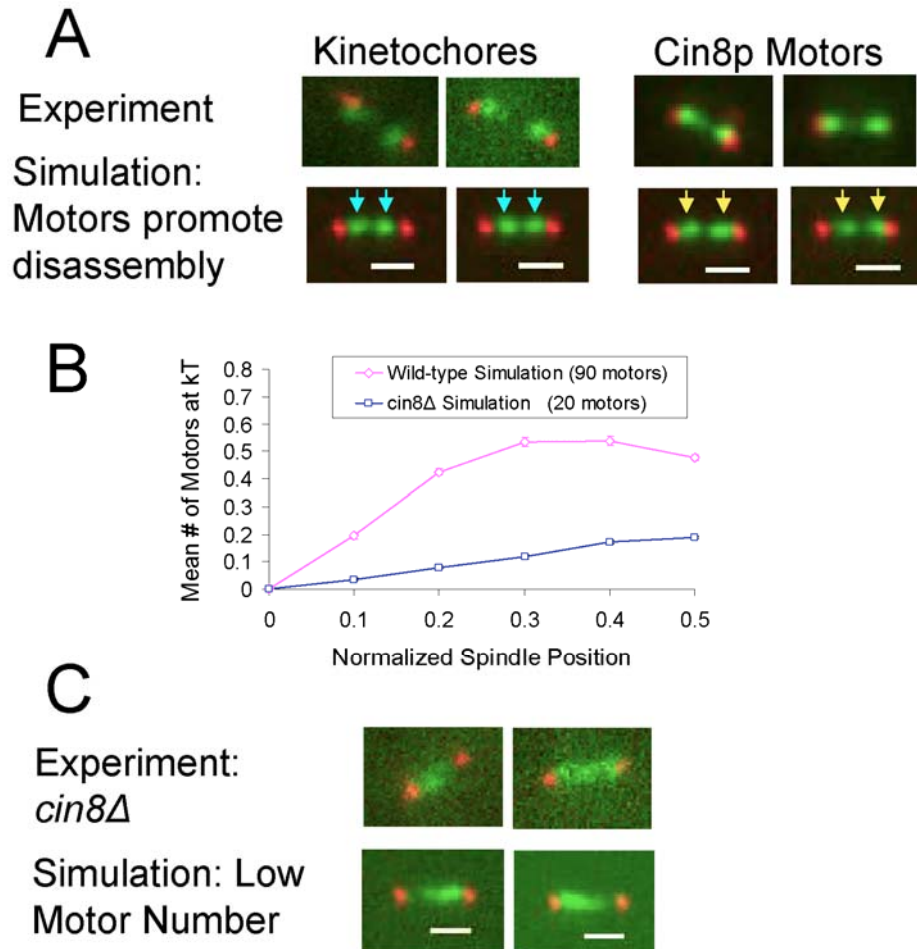 A
Kinetochores
Cin8p Motors
Experiment
Simulation:
Motors promote
disassembly
B
Wild-type Simulation (90 motors)
cin8Δ Simulation (20 motors)
Mean # of Motors at kT
0.8
0.7
0.6
0.5
0.4
0.3
0.2
0.1
0
0
0.1
0.2
0.3
0.4
0.5
Normalized Spindle Position
C
Experiment:
cin8Δ
Simulation: Low
Motor Number